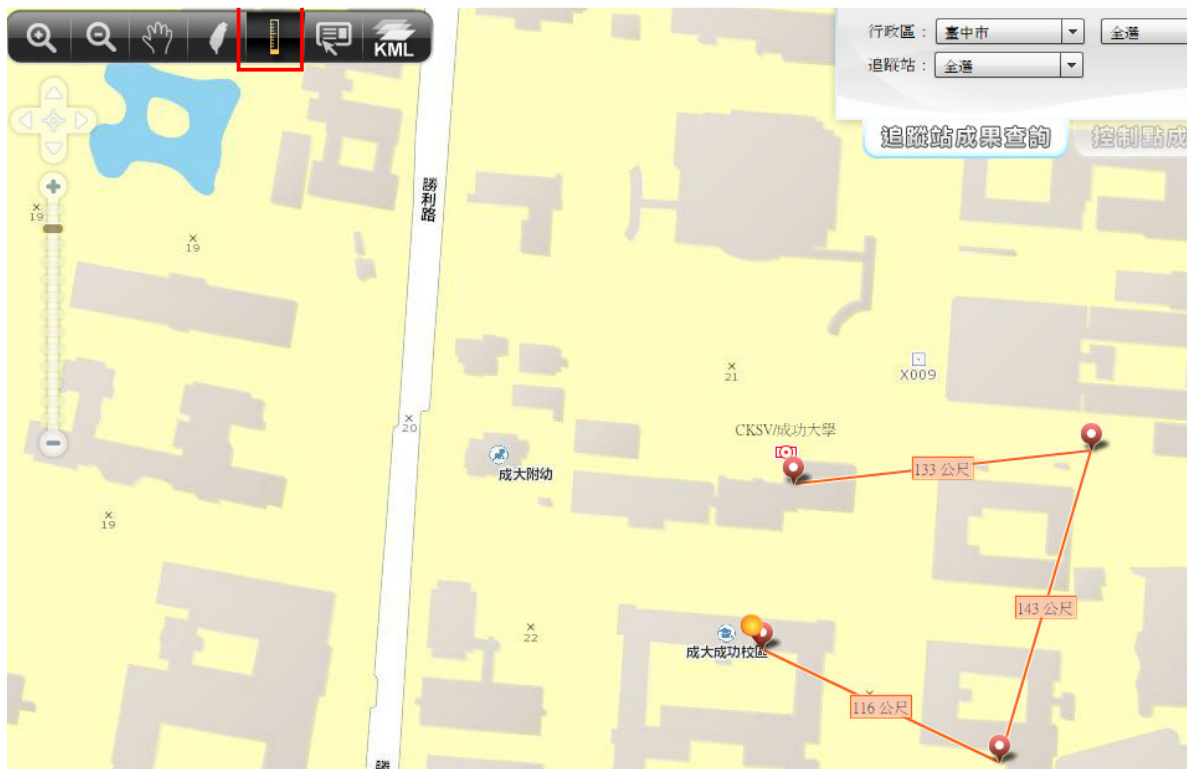 KML
行政區：
臺中市
全選
追蹤站：
全選
追蹤站成果查詢
控制點成
勝利路
19
19
X009
21
20
CKSV/成功大學
133 公尺
成大附幼
19
143 公尺
22
成大成功校區
116 公尺
勝